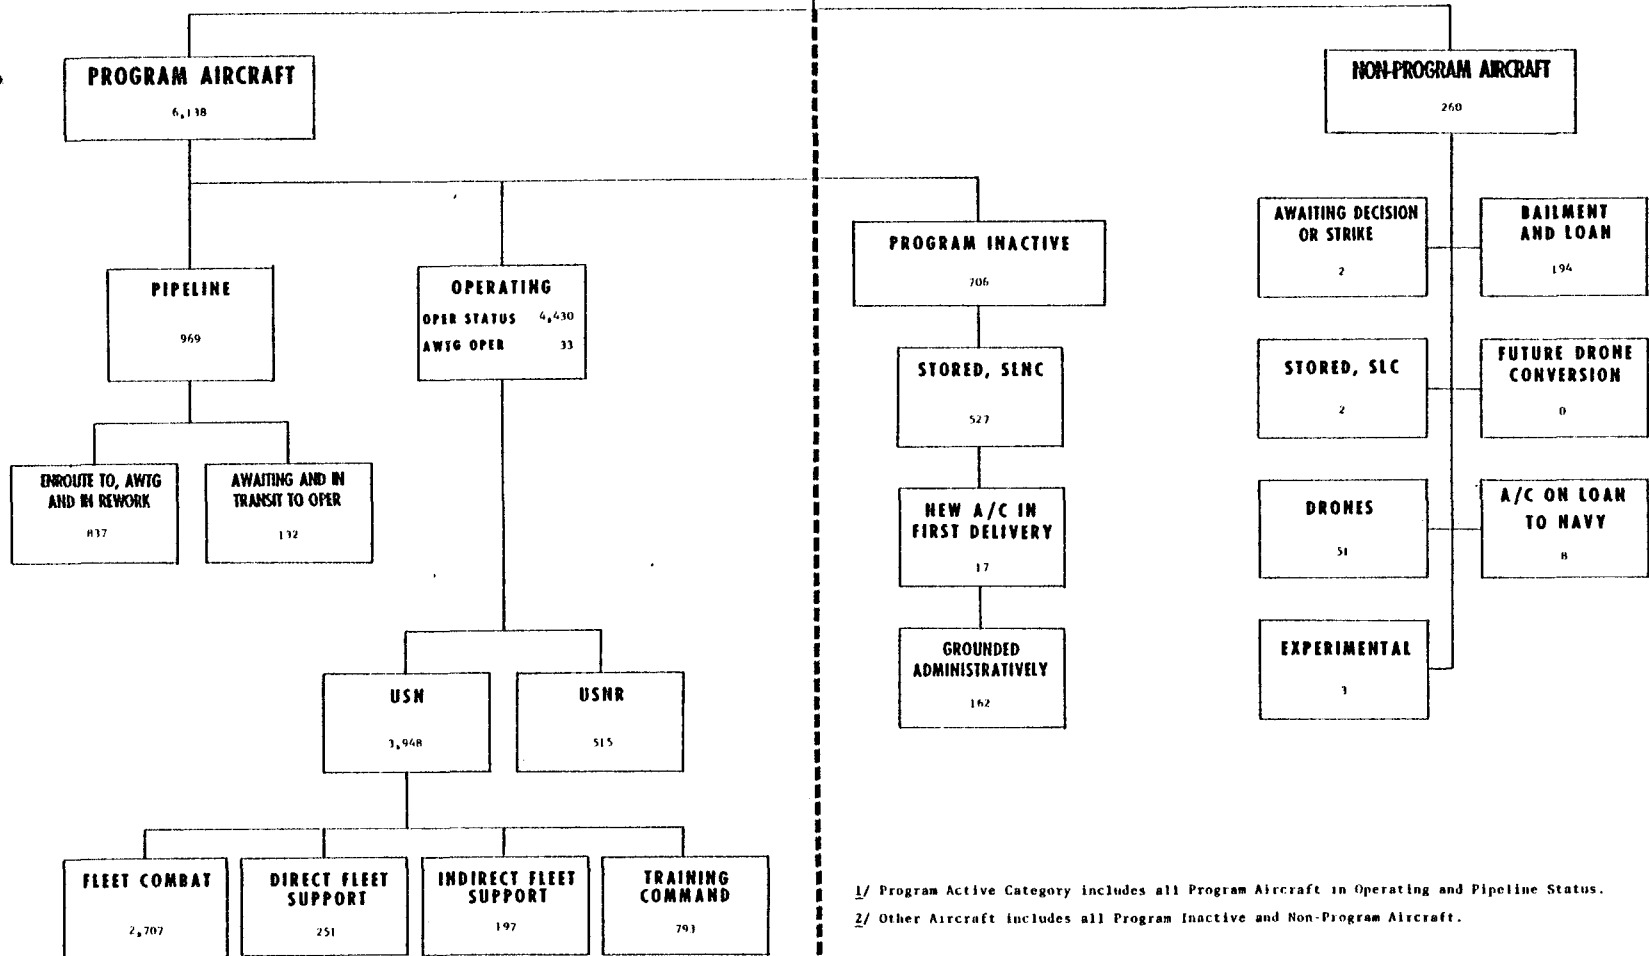 PROGRAM AIRCRAFT
6,138
NON-PROGRAM AIRCRAFT
260
PIPELINE
969
OPERATING
OPER STATUS 4,430
AWTG OPER 33
PROGRAM INACTIVE
706
AWAITING DECISION
OR STRIKE
2
BAILMENT
AND LOAN
194
STORED, SLNC
527
STORED, SLC
2
FUTURE DRONE
CONVERSION
0
ENROUTE TO, AWTG
AND IN REWORK
837
AWAITING AND IN
TRANSIT TO OPER
132
NEW A/C IN
FIRST DELIVERY
17
DRONES
51
A/C ON LOAN
TO NAVY
8
GROUNDED
ADMINISTRATIVELY
162
EXPERIMENTAL
3
USN
3,948
USNR
515
FLEET COMBAT
2,707
DIRECT FLEET
SUPPORT
251
INDIRECT FLEET
SUPPORT
197
TRAINING
COMMAND
793
1/ Program Active Category includes all Program Aircraft in Operating and Pipeline Status.
2/ Other Aircraft includes all Program Inactive and Non-Program Aircraft.